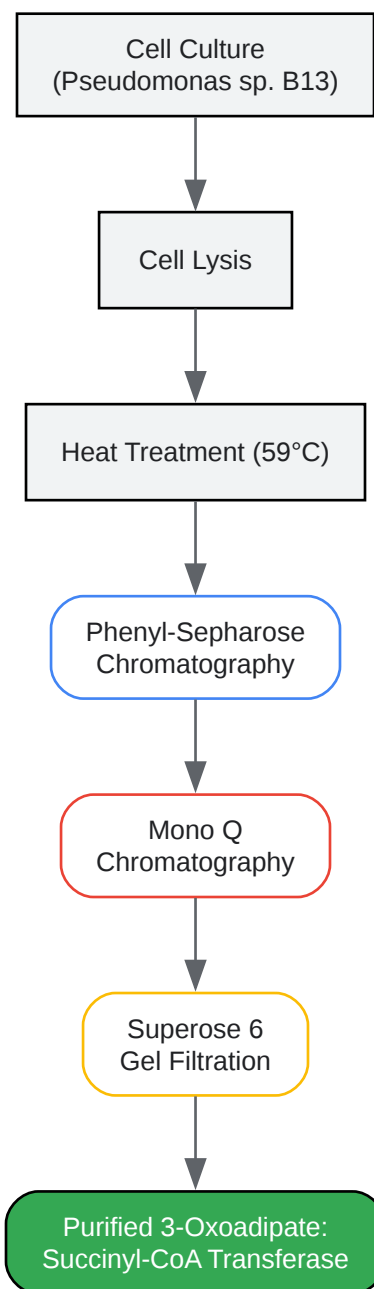 Cell Culture
(Pseudomonas sp. B13)
Cell Lysis
Heat Treatment (59°C)
Phenyl-Sepharose
Chromatography
Mono Q
Chromatography
Superose 6
Gel Filtration
Purified 3-Oxoadipate:
Succinyl-CoA Transferase